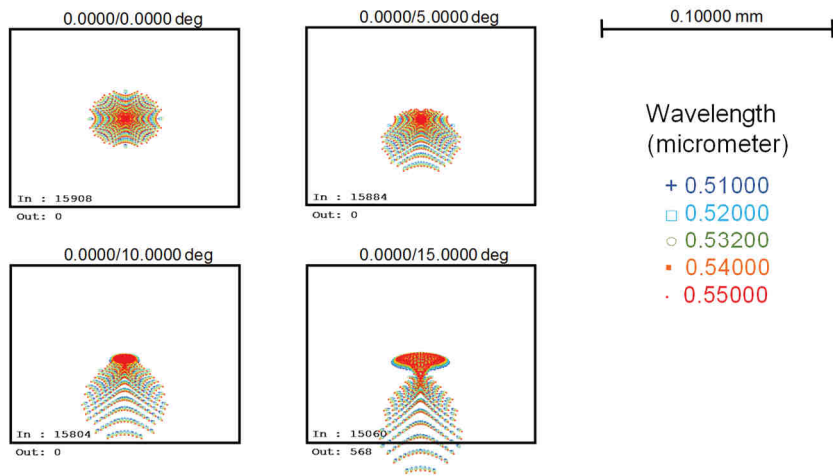 0.0000/0.0000 deg
In : 15908
Out: 0
0.0000/5.0000 deg
In : 15884
Out: 0
0.10000 mm
0.0000/10.0000 deg
In : 15804
Out: 0
0.0000/15.0000 deg
In : 15060
Out: 568
Wavelength
(micrometer)
+ 0.51000
□ 0.52000
○ 0.53200
▪ 0.54000
· 0.55000